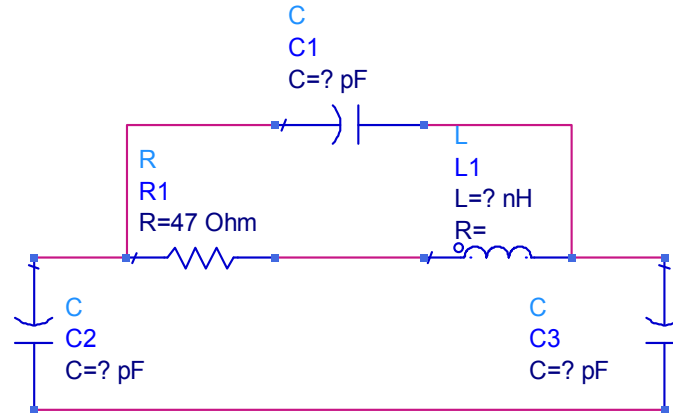 C
C1
C=? pF
R
R1
R=47 Ohm
L
L1
L=? nH
R=
C
C2
C=? pF
C
C3
C=? pF